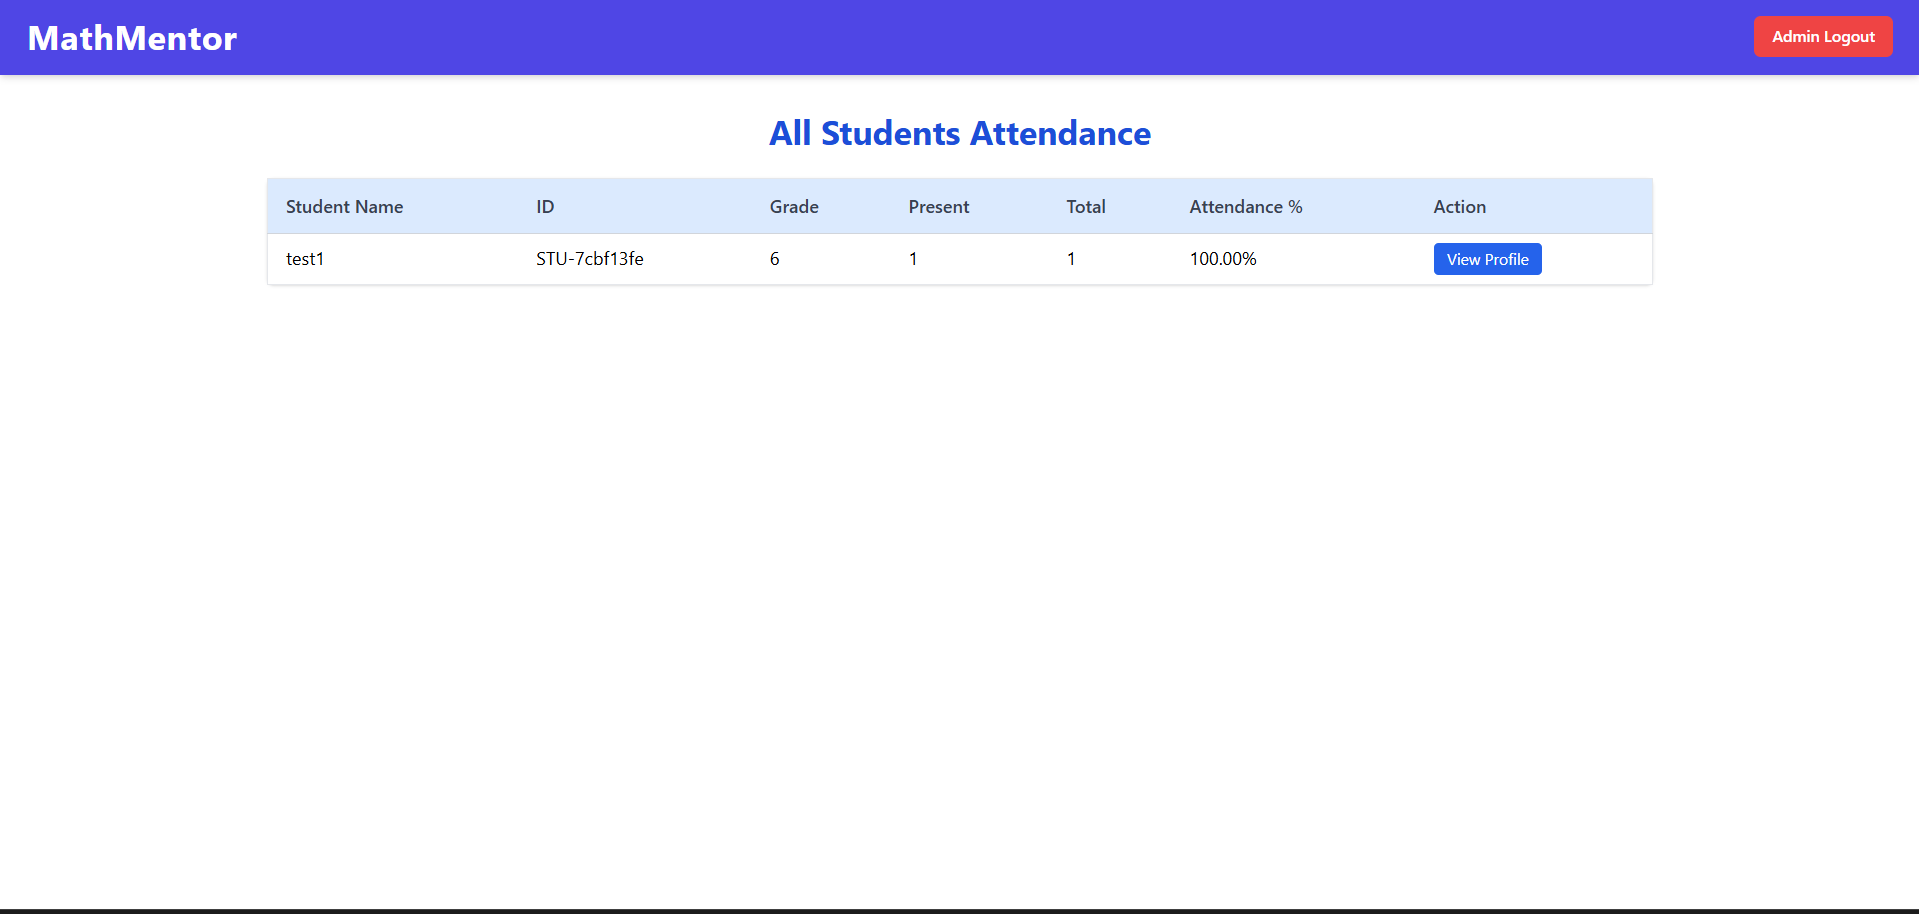 MathMentor Admin Logout
All Students Attendance
Student Name ID Grade Present Total Attendance % Action
test1 STU-7cbf13fe 6 1 1 100.00% View Profile